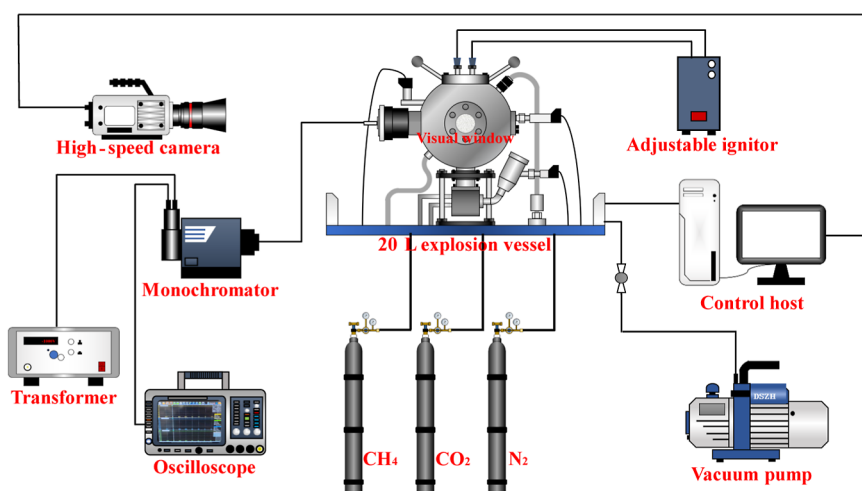 High-speed camera
Visual window
Adjustable ignitor
20 L explosion vessel
Monochromator
Control host
Transformer
Oscilloscope
CH4
CO2
N2
DSZH
Vacuum pump